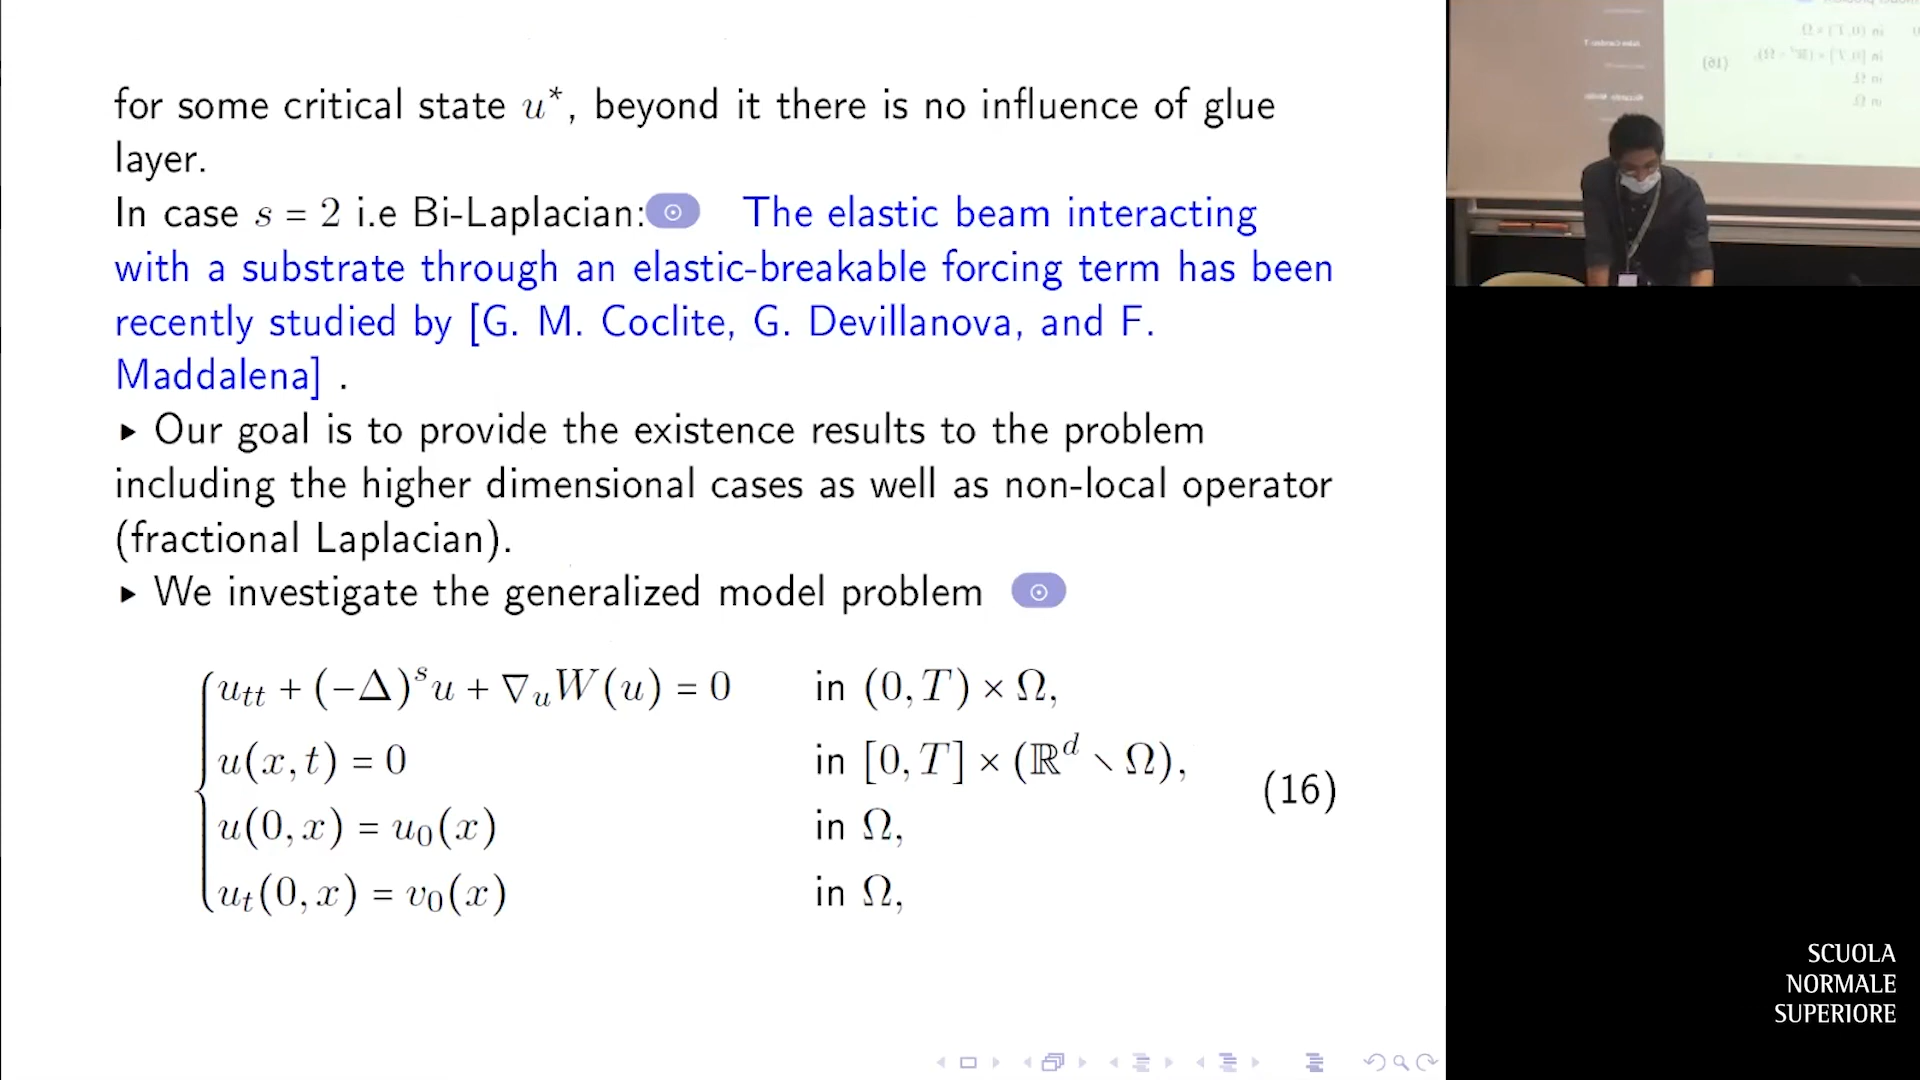 for some critical state u*, beyond it there is no influence of glue
layer.
In case s = 2 i.e Bi-Laplacian: The elastic beam interacting
with a substrate through an elastic-breakable forcing term has been
recently studied by [G. M. Coclite, G. Devillanova, and F.
Maddalena] .
▸ Our goal is to provide the existence results to the problem
including the higher dimensional cases as well as non-local operator
(fractional Laplacian).
▸ We investigate the generalized model problem
u_tt + (−Δ)^s u + ∇_u W(u) = 0 in (0, T) × Ω,
u(x, t) = 0 in [0, T] × (ℝ^d ∖ Ω),
u(0, x) = u_0(x) in Ω,
u_t(0, x) = v_0(x) in Ω,
(16)
SCUOLA
NORMALE
SUPERIORE